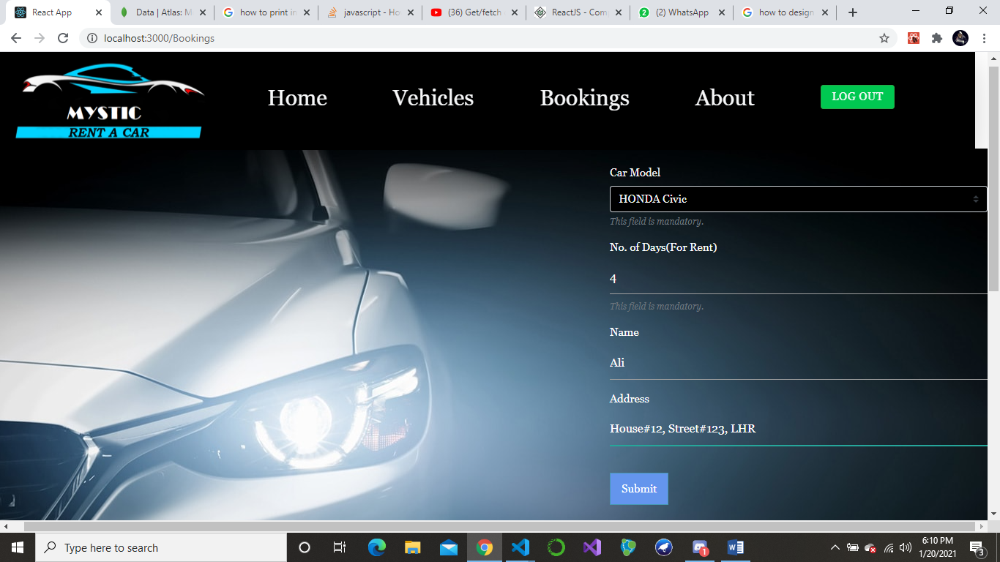 React App
Data | Atlas: M
how to print in
javascript - Ho
(36) Get/fetch
ReactJS - Com
2
(2) WhatsApp
how to design
localhost:3000/Bookings
MYSTIC
RENT A CAR
Home
Vehicles
Bookings
About
LOG OUT
Car Model
HONDA Civic
This field is mandatory.
No. of Days(For Rent)
4
This field is mandatory.
Name
Ali
Address
House#12, Street#123, LHR
Submit
Type here to search
1
6:10 PM
1/20/2021
3